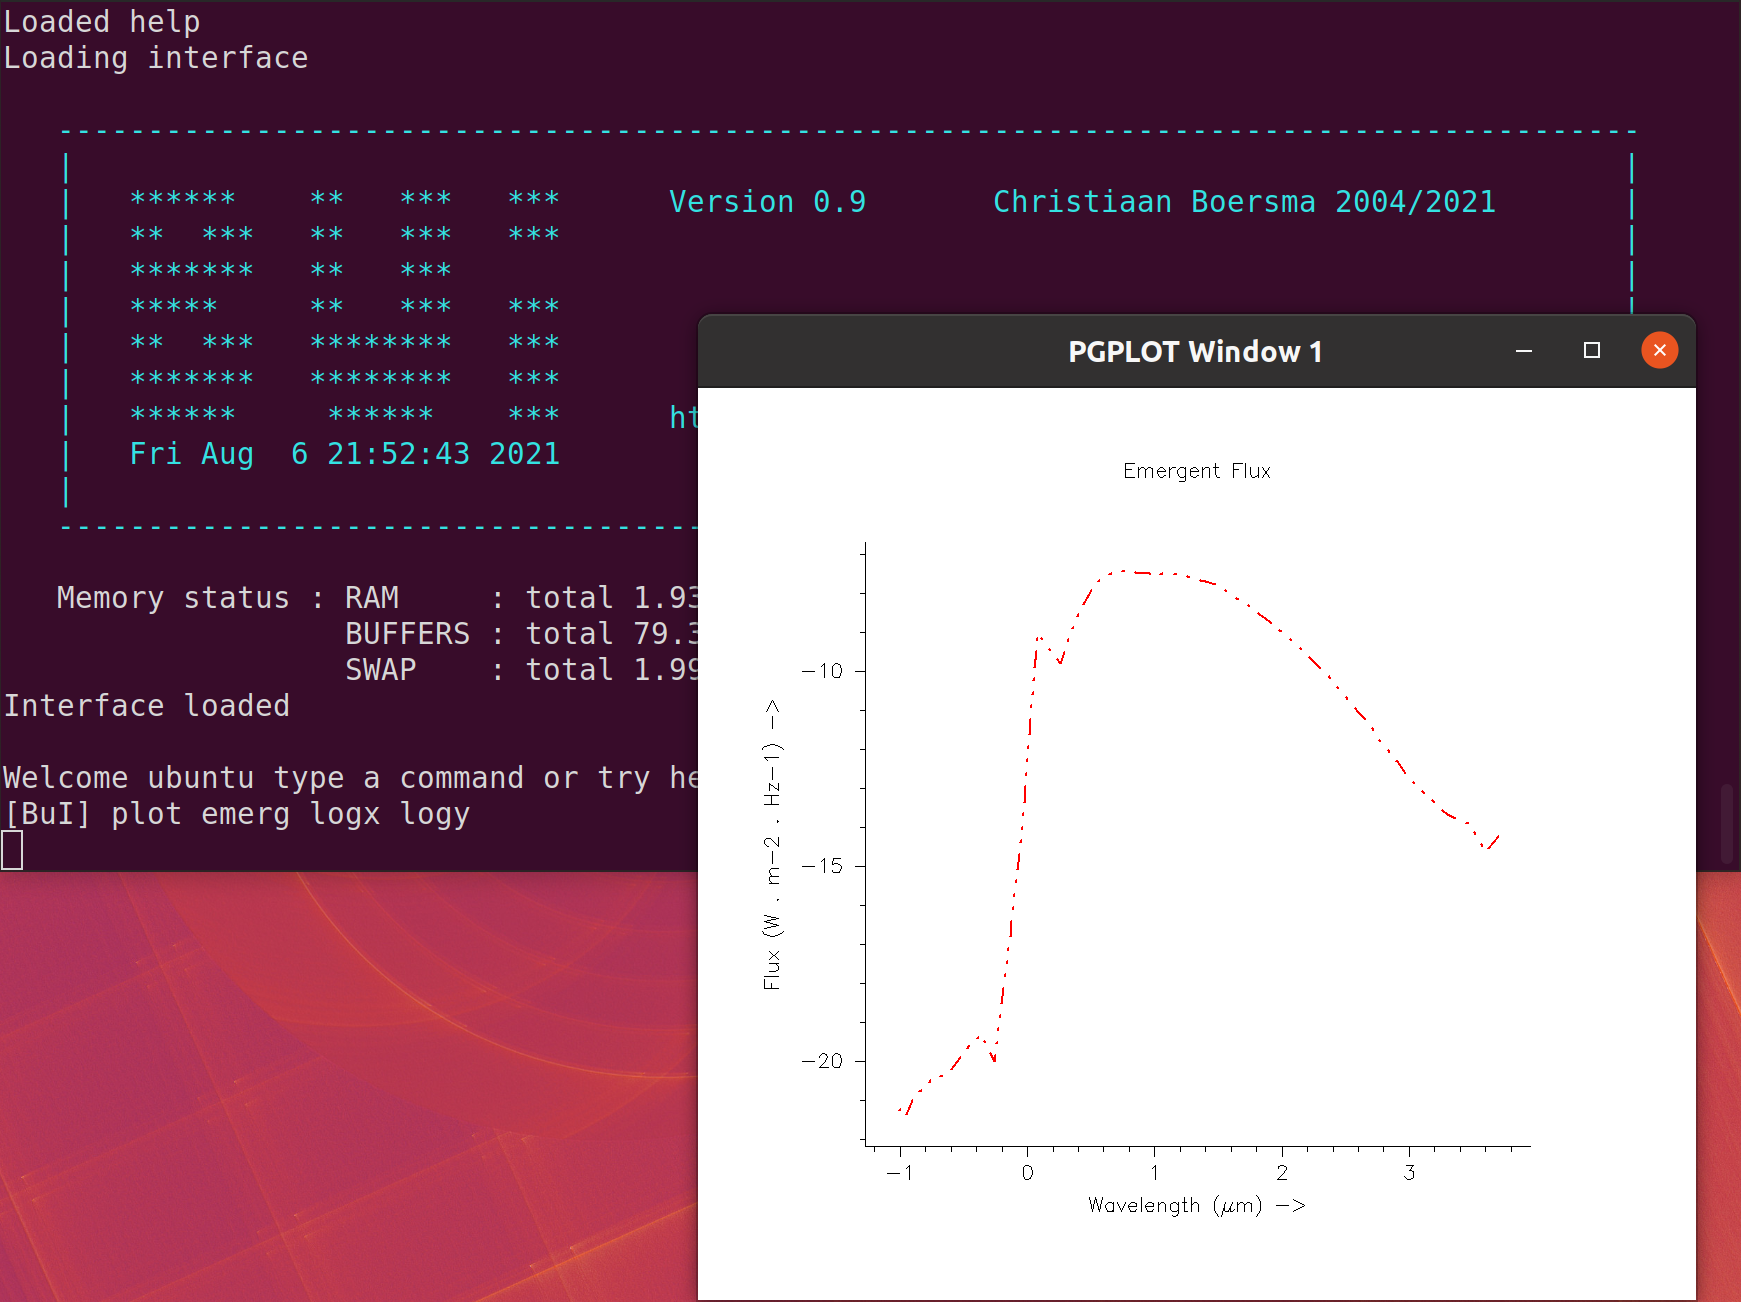 Loaded help
Loading interface
--------------------------------------------------------------------------------
|                                                                                      |
|   ******    **   ***   ***      Version 0.9       Christiaan Boersma 2004/2021       |
|   **  ***   **   ***   ***                                                           |
|   *******   **   ***                                                                 |
|   *****     **   ***   ***                                                           |
|   **  ***   ********   ***
|   *******   ********   ***
|   ******     ******    ***      ht
|   Fri Aug  6 21:52:43 2021
|
------------------------------------
Memory status : RAM     : total 1.93
BUFFERS : total 79.3
SWAP    : total 1.99
Interface loaded
Welcome ubuntu type a command or try he
[BuI] plot emerg logx logy
PGPLOT Window 1
Emergent Flux
Flux (W . m-2 . Hz-1) ->
-10
-15
-20
-1 0 1 2 3
Wavelength (μm) ->